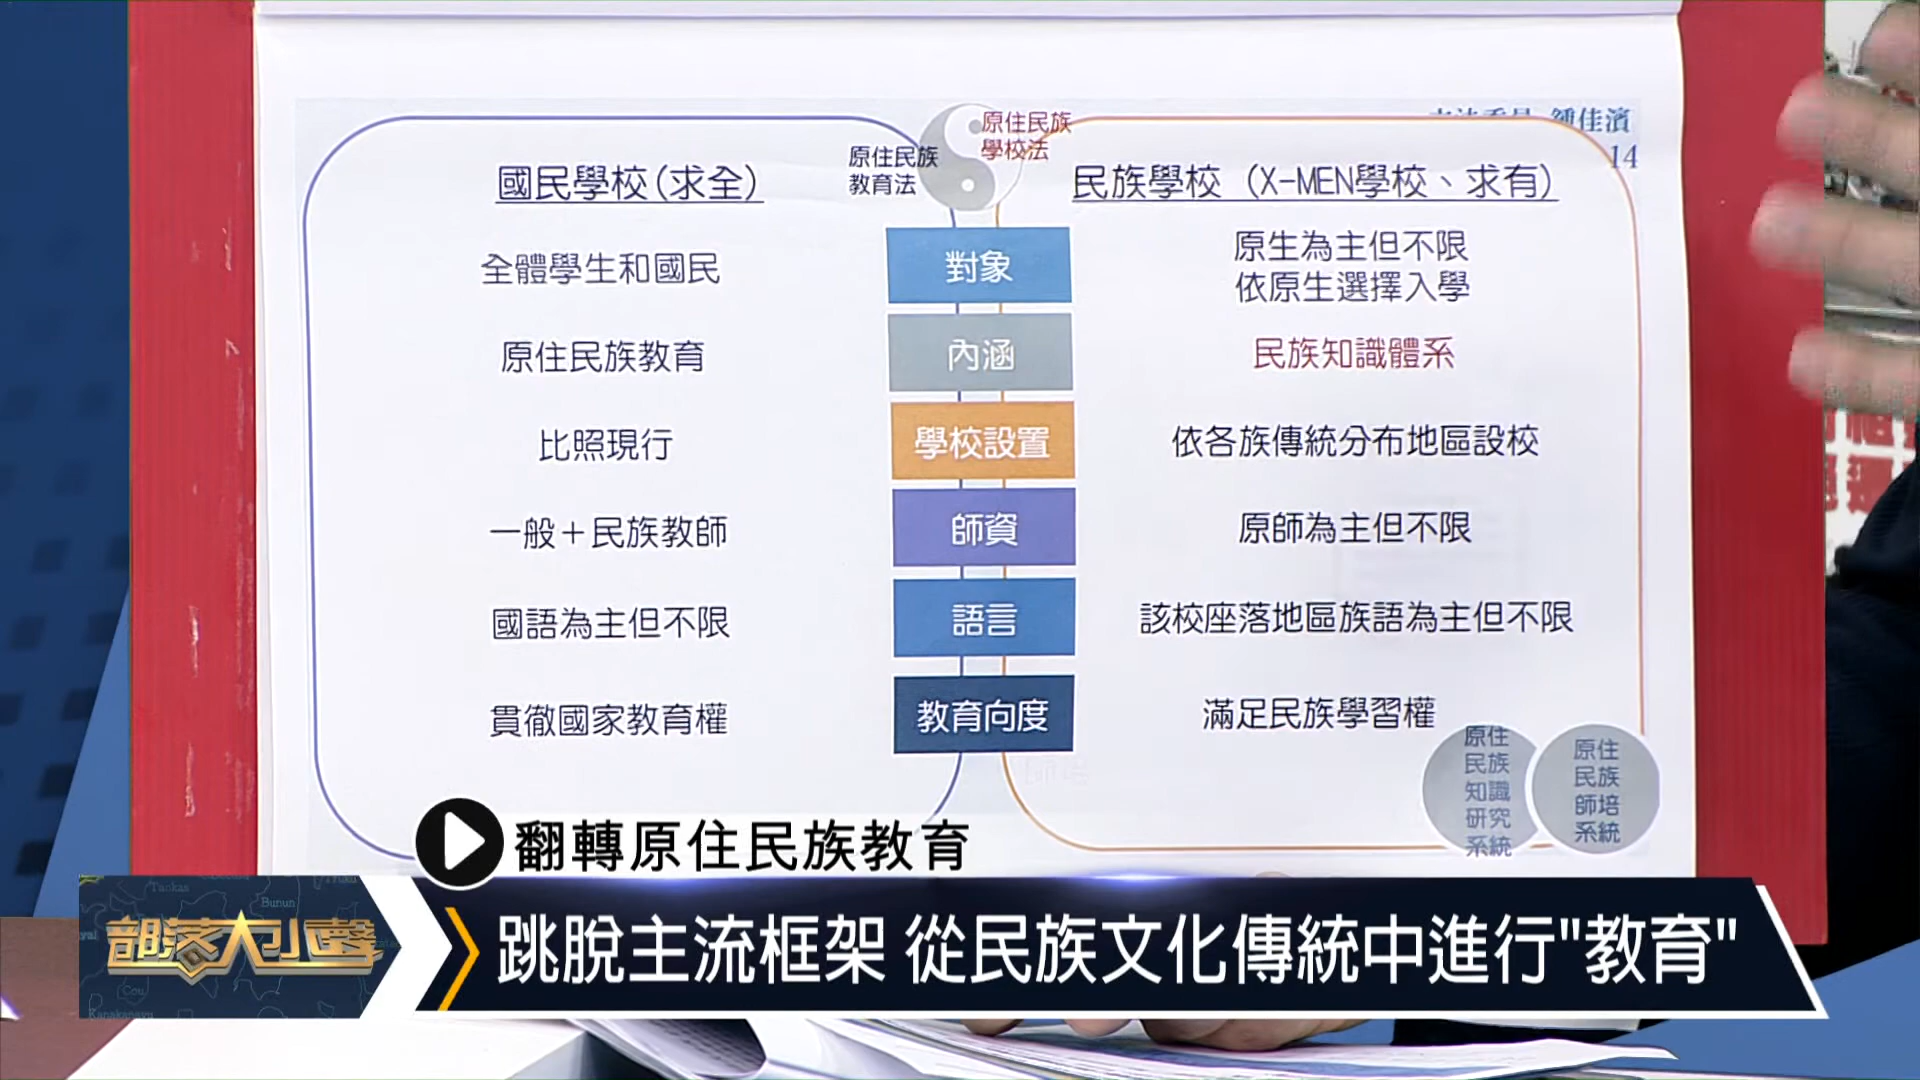 鍾佳濱
14
原住民族
學校法
原住民族
教育法
國民學校(求全)
民族學校（X-MEN學校、求有）
全體學生和國民
對象
原生為主但不限
依原生選擇入學
原住民族教育
內涵
民族知識體系
比照現行
學校設置
依各族傳統分布地區設校
一般＋民族教師
師資
原師為主但不限
國語為主但不限
語言
該校座落地區族語為主但不限
貫徹國家教育權
教育向度
滿足民族學習權
原住
民族
知識
研究
系統
原住
民族
師培
系統
翻轉原住民族教育
部落大小聲
Taokas
Bunun
Cou
Kanakanavu
跳脫主流框架 從民族文化傳統中進行"教育"